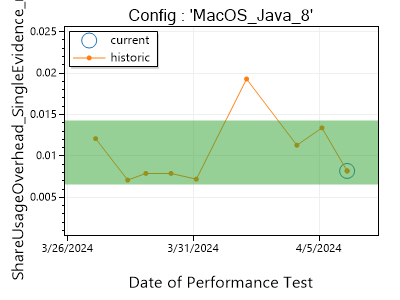 Config : 'MacOS_Java_8'
ShareUsageOverhead_SingleEvidence_
0.025
0.02
0.015
0.01
0.005
current
historic
3/26/2024
3/31/2024
4/5/2024
Date of Performance Test